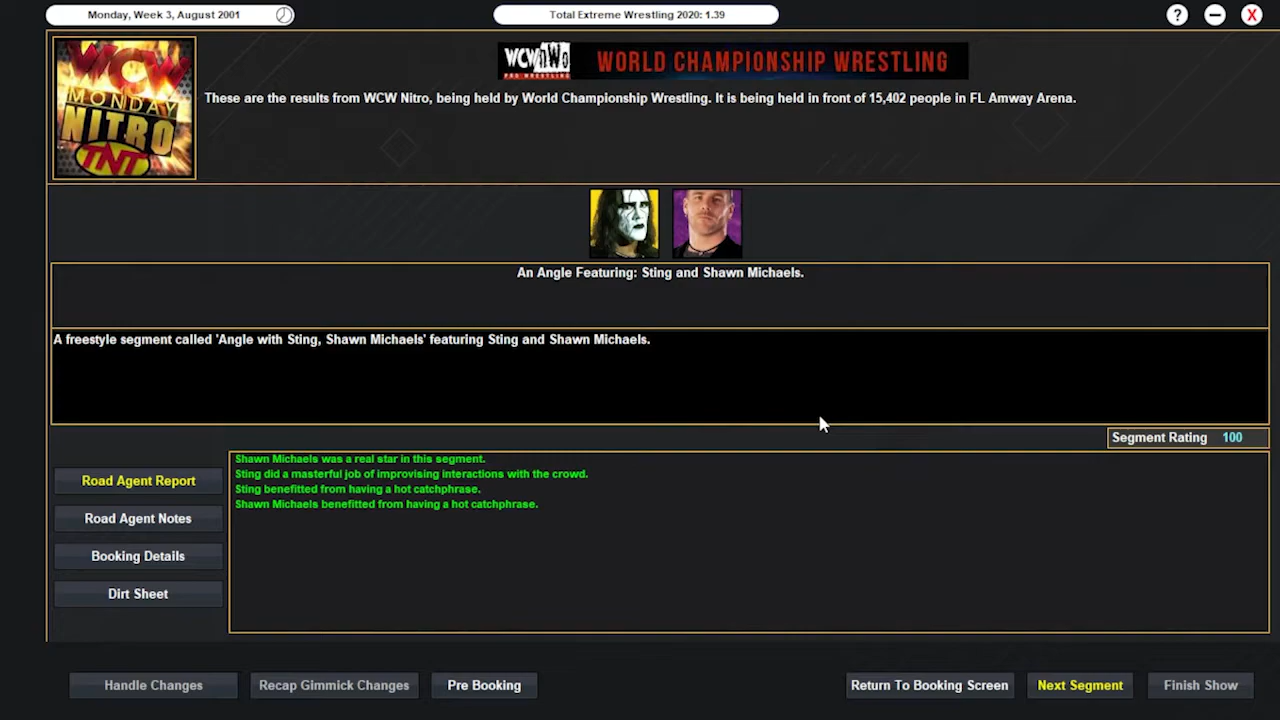 Monday, Week 3, August 2001
Total Extreme Wrestling 2020: 1.39
?
X
WCW
MONDAY
NITRO
TNT
WCW
PRO WRESTLING
WORLD CHAMPIONSHIP WRESTLING
These are the results from WCW Nitro, being held by World Championship Wrestling. It is being held in front of 15,402 people in FL Amway Arena.
An Angle Featuring: Sting and Shawn Michaels.
A freestyle segment called 'Angle with Sting, Shawn Michaels' featuring Sting and Shawn Michaels.
Segment Rating 100
Road Agent Report
Road Agent Notes
Booking Details
Dirt Sheet
Shawn Michaels was a real star in this segment.
Sting did a masterful job of improvising interactions with the crowd.
Sting benefitted from having a hot catchphrase.
Shawn Michaels benefitted from having a hot catchphrase.
Handle Changes
Recap Gimmick Changes
Pre Booking
Return To Booking Screen
Next Segment
Finish Show